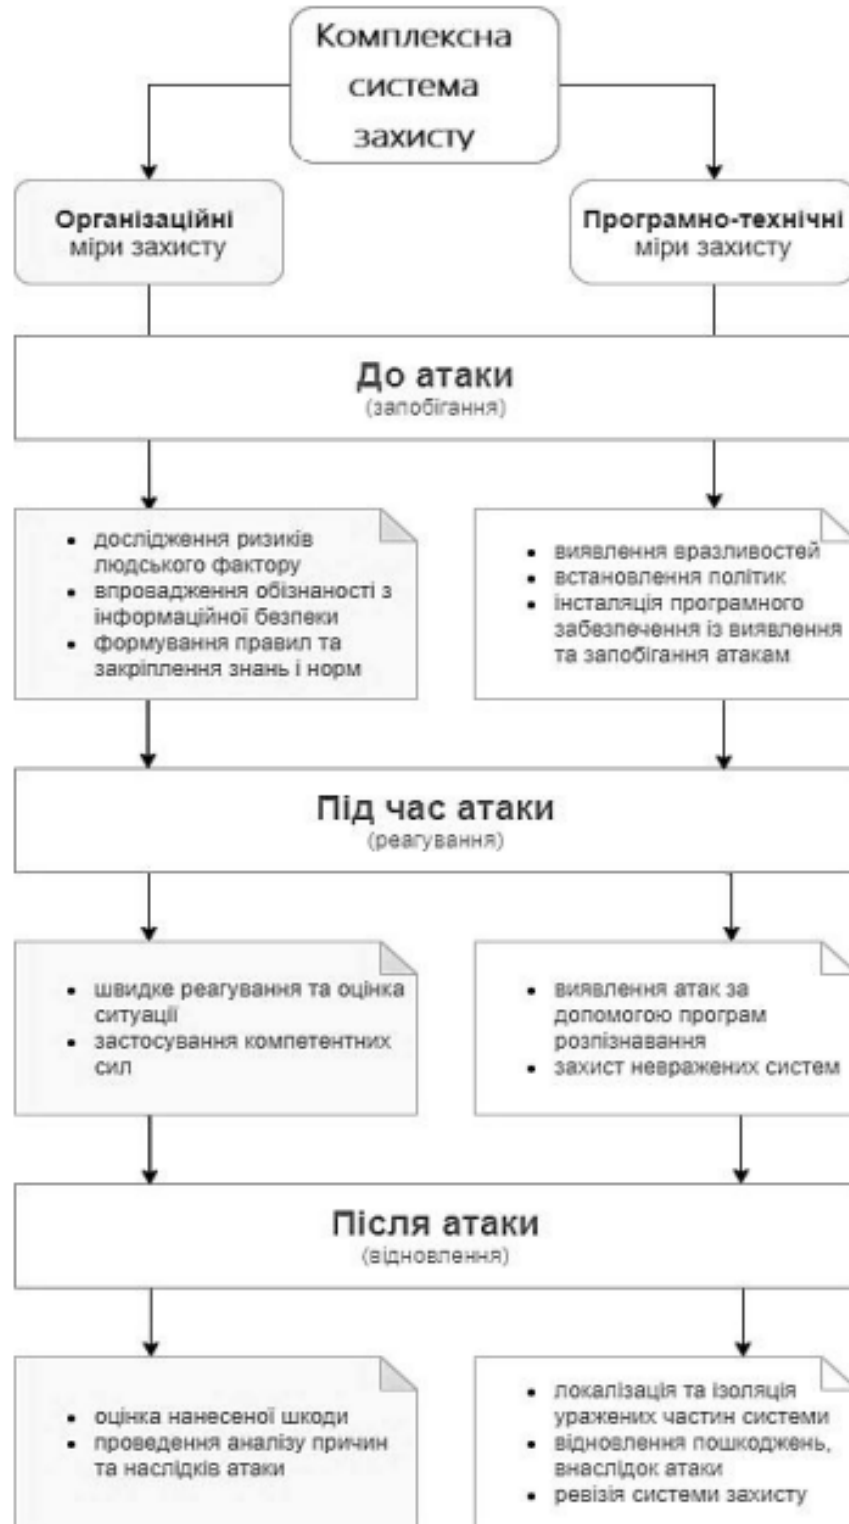 Комплексна
система
захисту
Організаційні
міри захисту
Програмно-технічні
міри захисту
До атаки
(запобігання)
• дослідження ризиків
людського фактору
• впровадження обізнаності з
інформаційної безпеки
• формування правил та
закріплення знань і норм
• виявлення вразливостей
• встановлення політик
• інсталяція програмного
забезпечення із виявлення
та запобігання атакам
Під час атаки
(реагування)
• швидке реагування та оцінка
ситуації
• застосування компетентних
сил
• виявлення атак за
допомогою програм
розпізнавання
• захист невражених систем
Після атаки
(відновлення)
• оцінка нанесеної шкоди
• проведення аналізу причин
та наслідків атаки
• локалізація та ізоляція
уражених частин системи
• відновлення пошкоджень,
внаслідок атаки
• ревізія системи захисту